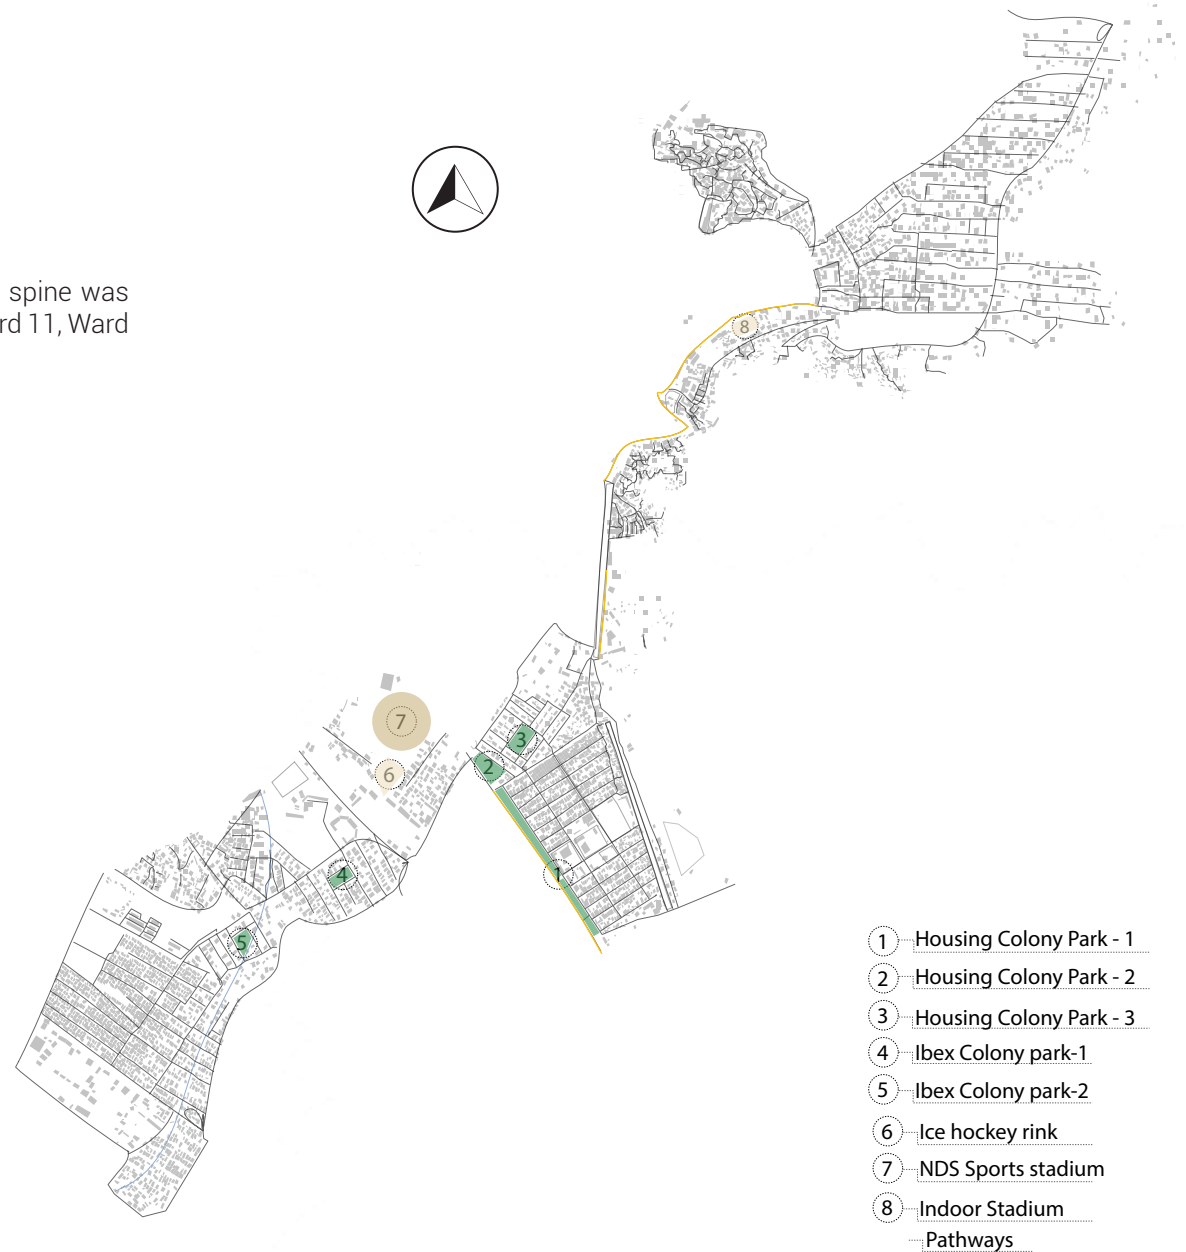 spine was
rd 11, Ward
8
7
3
2
6
4
1
5
1 Housing Colony Park - 1
2 Housing Colony Park - 2
3 Housing Colony Park - 3
4 Ibex Colony park-1
5 Ibex Colony park-2
6 Ice hockey rink
7 NDS Sports stadium
8 Indoor Stadium
Pathways